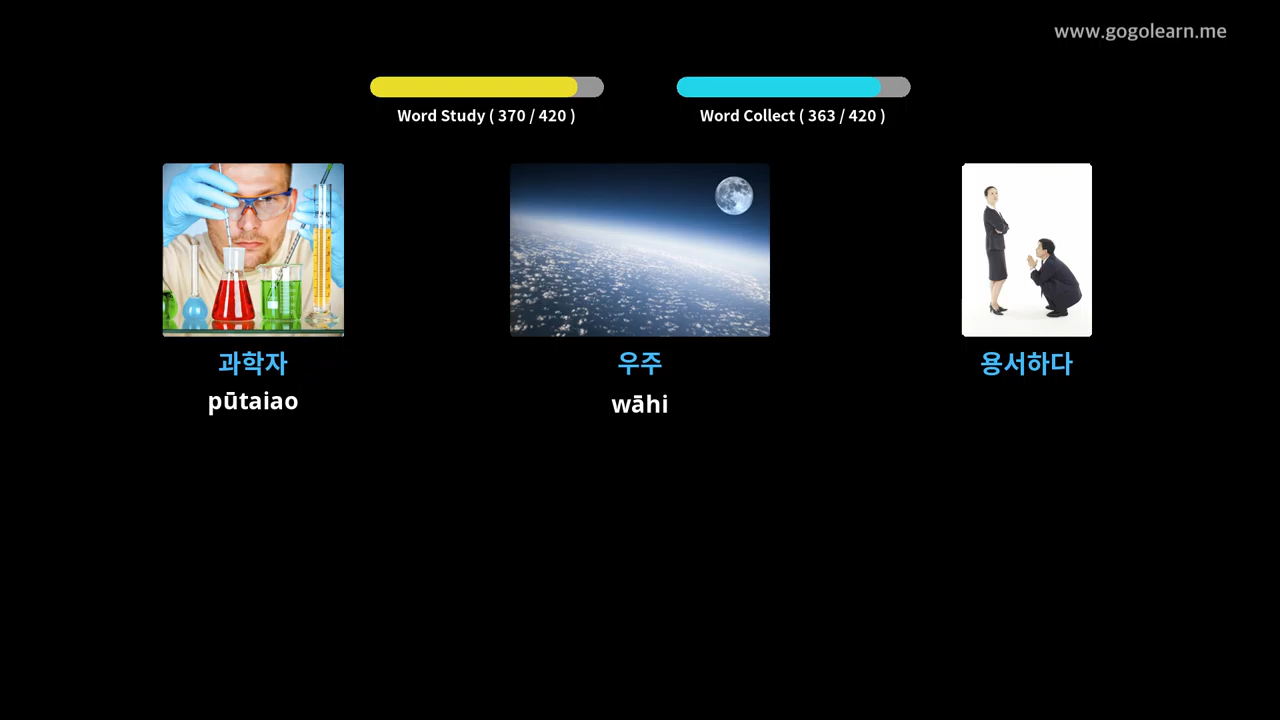 www.gogolearn.me
Word Study ( 370 / 420 )
Word Collect ( 363 / 420 )
과학자
우주
용서하다
pūtaiao
wāhi